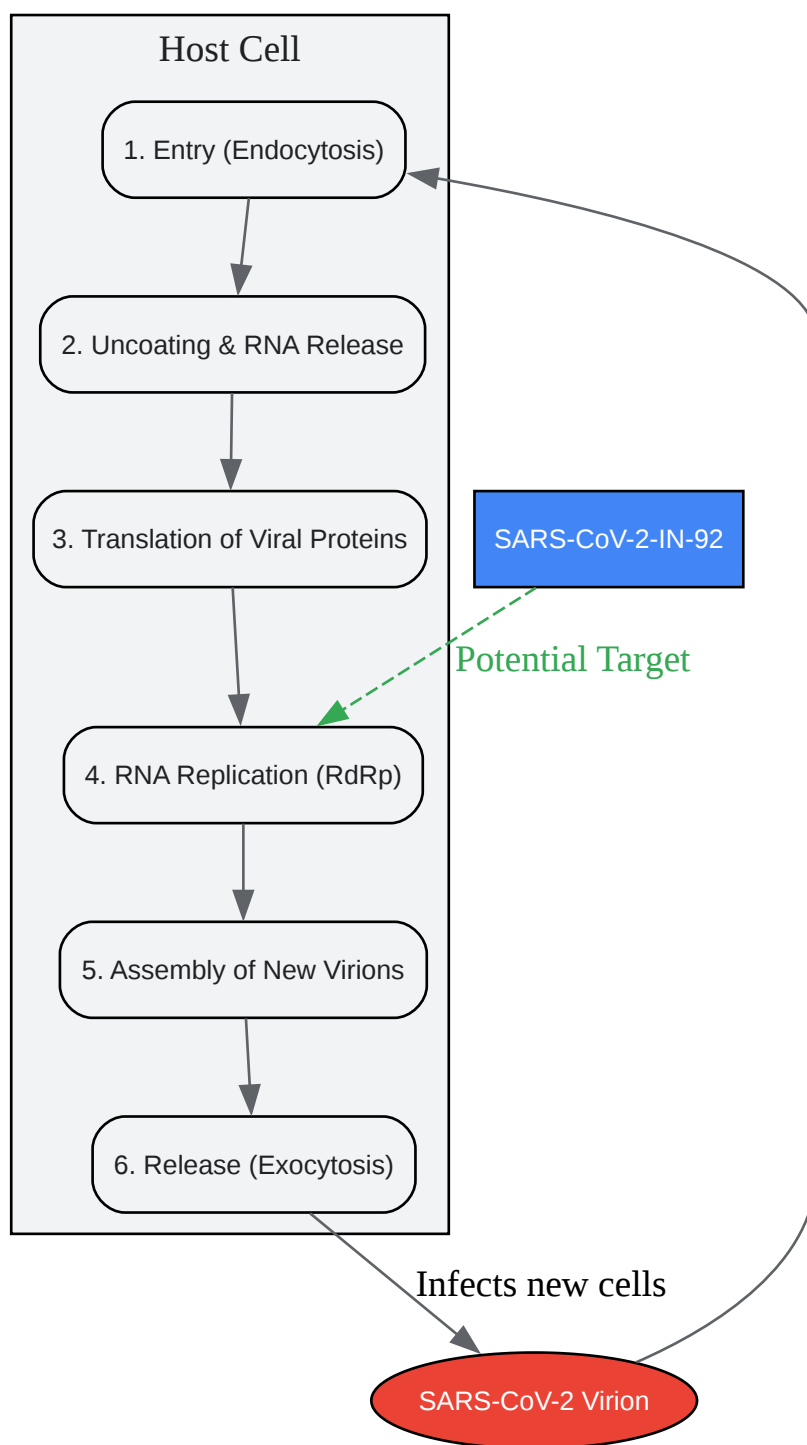 Host Cell
1. Entry (Endocytosis)
2. Uncoating & RNA Release
3. Translation of Viral Proteins
SARS-CoV-2-IN-92
Potential Target
4. RNA Replication (RdRp)
5. Assembly of New Virions
6. Release (Exocytosis)
Infects new cells
SARS-CoV-2 Virion